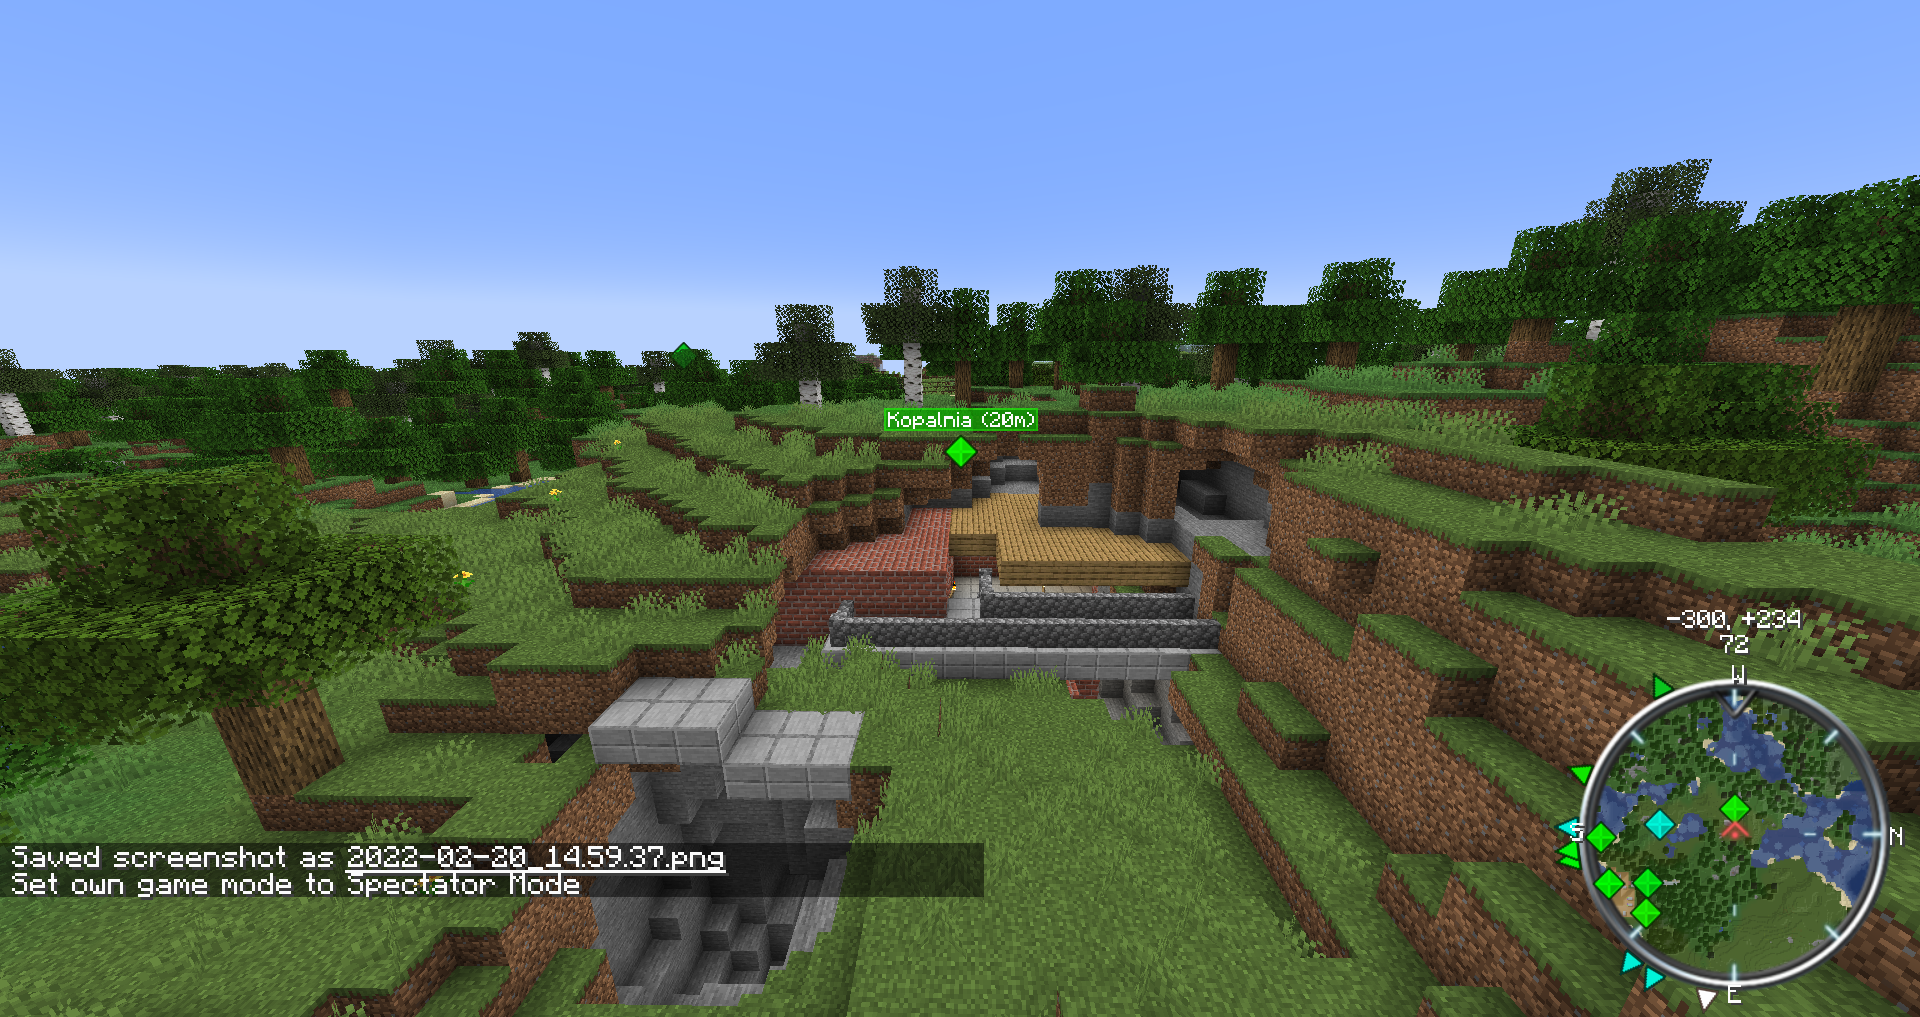 Kopalnia (20m)
-300, +234
72
W
S
N
E
Saved screenshot as 2022-02-20_14.59.37.png
Set own game mode to Spectator Mode